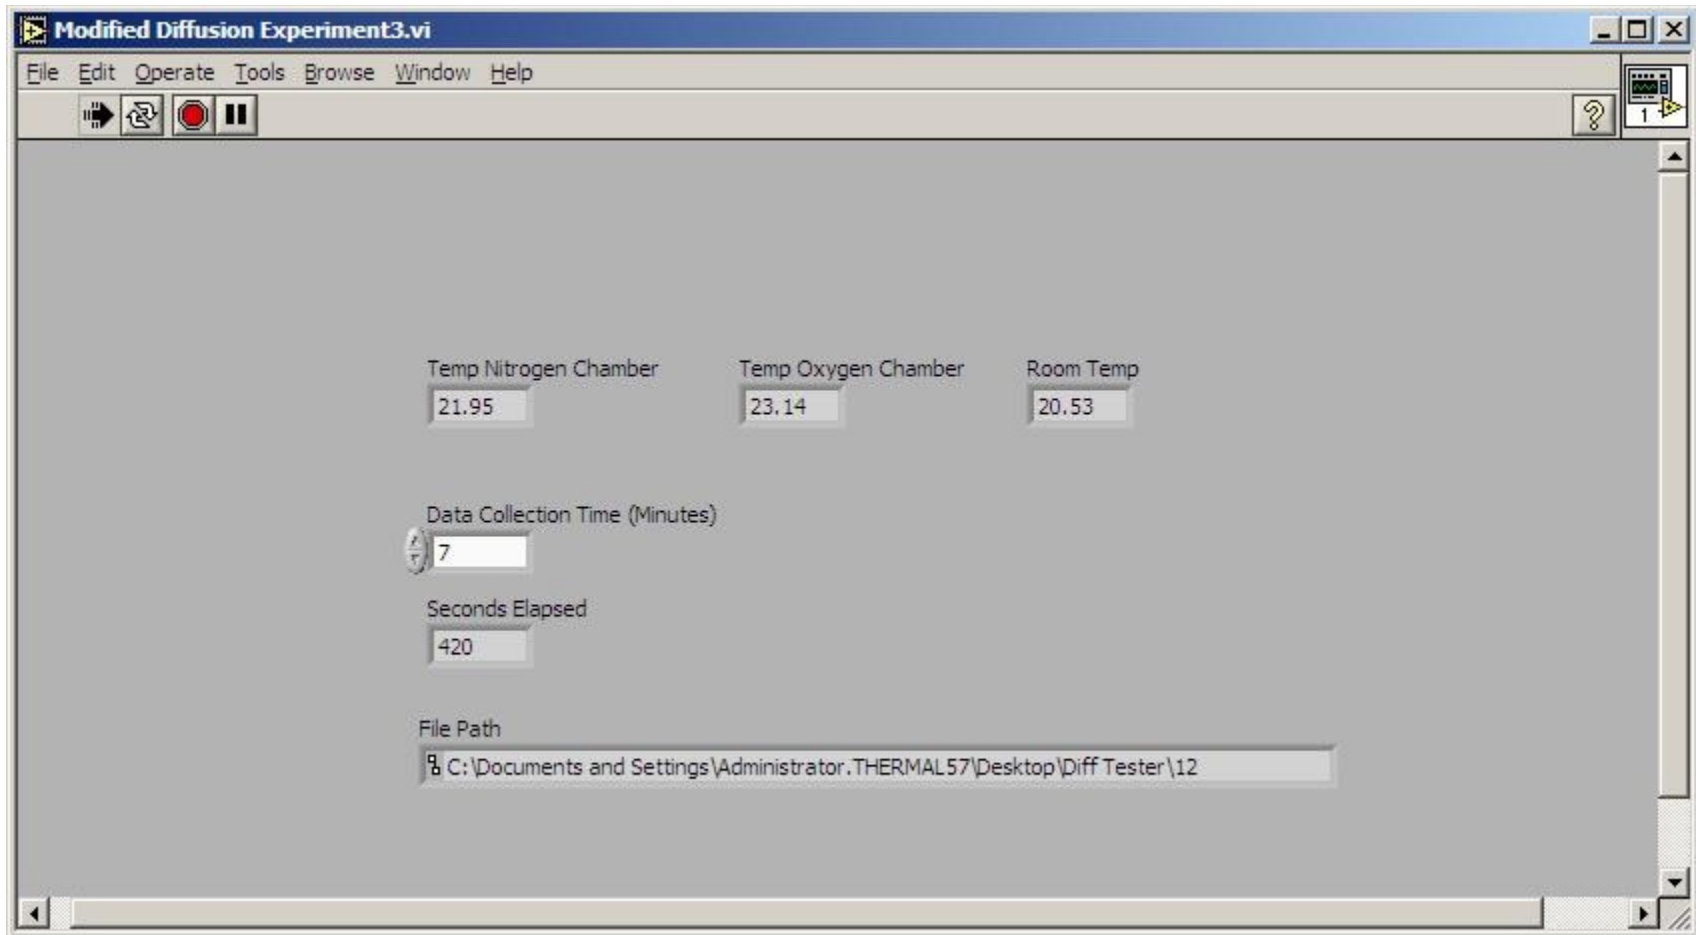 Modified Diffusion Experiment3.vi
File Edit Operate Tools Browse Window Help
?
1
Temp Nitrogen Chamber Temp Oxygen Chamber Room Temp
21.95 23.14 20.53
Data Collection Time (Minutes)
7
Seconds Elapsed
420
File Path
C:\Documents and Settings\Administrator.THERMAL57\Desktop\Diff Tester\12